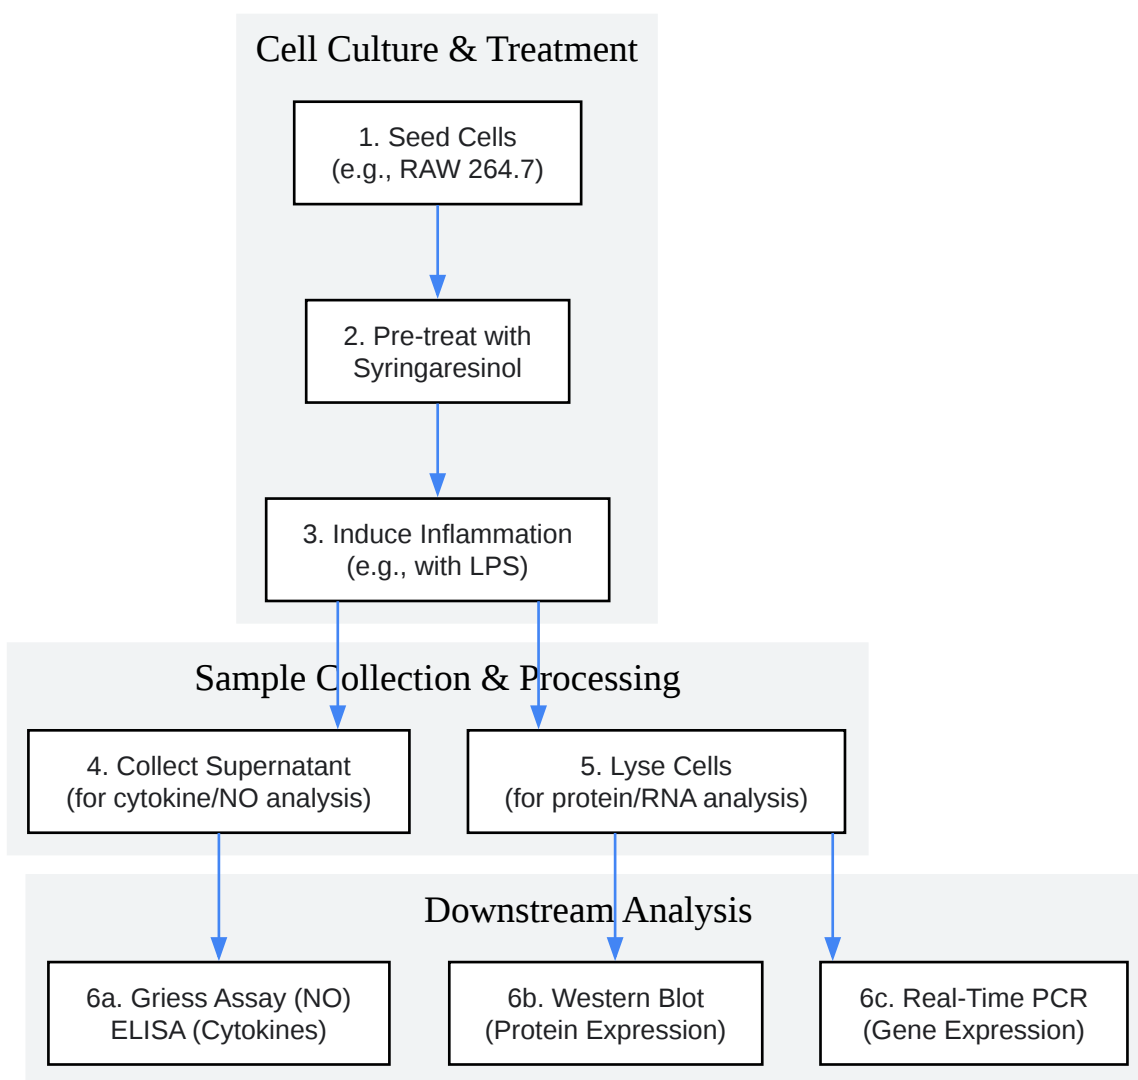 Cell Culture & Treatment
1. Seed Cells
(e.g., RAW 264.7)
2. Pre-treat with
Syringaresinol
3. Induce Inflammation
(e.g., with LPS)
Sample Collection & Processing
4. Collect Supernatant
(for cytokine/NO analysis)
5. Lyse Cells
(for protein/RNA analysis)
Downstream Analysis
6a. Griess Assay (NO)
ELISA (Cytokines)
6b. Western Blot
(Protein Expression)
6c. Real-Time PCR
(Gene Expression)